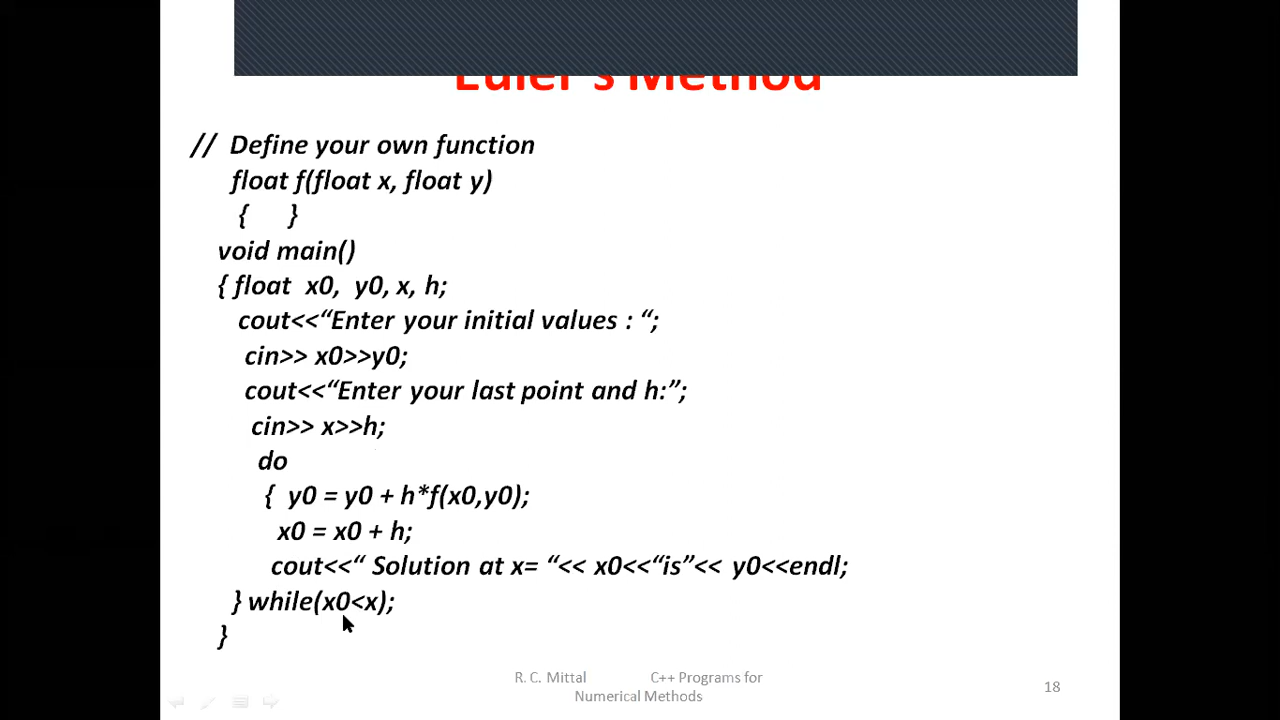 Euler's Method
// Define your own function
float f(float x, float y)
{ }
void main()
{ float x0, y0, x, h;
cout<<“Enter your initial values : “;
cin>> x0>>y0;
cout<<“Enter your last point and h:”;
cin>> x>>h;
do
{ y0 = y0 + h*f(x0,y0);
x0 = x0 + h;
cout<<“ Solution at x= “<< x0<<“is”<< y0<<endl;
} while(x0<x);
}
R. C. Mittal C++ Programs for
Numerical Methods
18